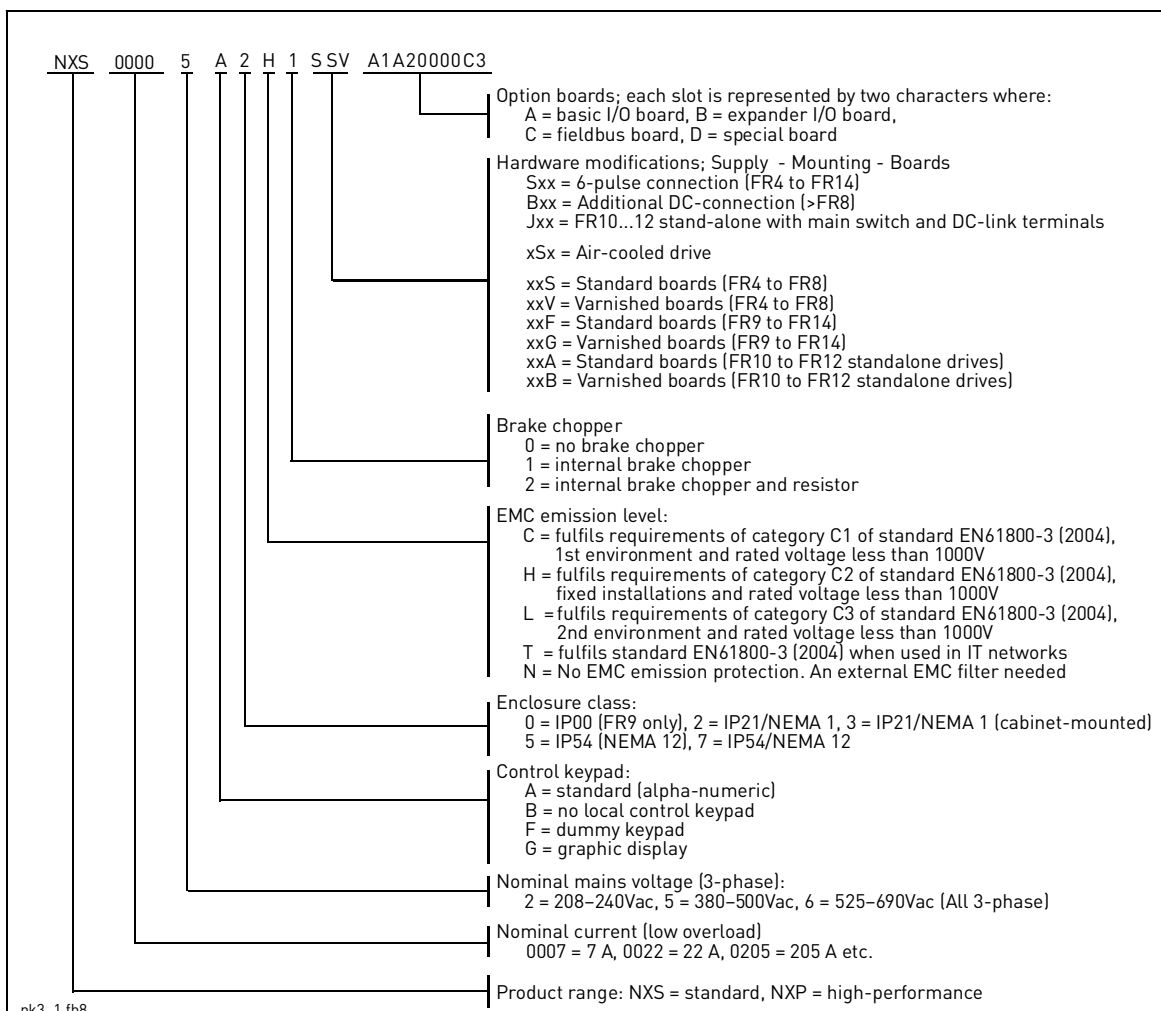 NXS 0000 5 A 2 H 1 S SV A1A20000C3
Option boards; each slot is represented by two characters where:
A = basic I/O board, B = expander I/O board,
C = fieldbus board, D = special board
Hardware modifications; Supply - Mounting - Boards
Sxx = 6-pulse connection (FR4 to FR14)
Bxx = Additional DC-connection (>FR8)
Jxx = FR10...12 stand-alone with main switch and DC-link terminals
xSx = Air-cooled drive
xxS = Standard boards (FR4 to FR8)
xxV = Varnished boards (FR4 to FR8)
xxF = Standard boards (FR9 to FR14)
xxG = Varnished boards (FR9 to FR14)
xxA = Standard boards (FR10 to FR12 standalone drives)
xxB = Varnished boards (FR10 to FR12 standalone drives)
Brake chopper
0 = no brake chopper
1 = internal brake chopper
2 = internal brake chopper and resistor
EMC emission level:
C = fulfils requirements of category C1 of standard EN61800-3 (2004),
1st environment and rated voltage less than 1000V
H = fulfils requirements of category C2 of standard EN61800-3 (2004),
fixed installations and rated voltage less than 1000V
L =fulfils requirements of category C3 of standard EN61800-3 (2004),
2nd environment and rated voltage less than 1000V
T = fulfils standard EN61800-3 (2004) when used in IT networks
N = No EMC emission protection. An external EMC filter needed
Enclosure class:
0 = IP00 (FR9 only), 2 = IP21/NEMA 1, 3 = IP21/NEMA 1 (cabinet-mounted)
5 = IP54 (NEMA 12), 7 = IP54/NEMA 12
Control keypad:
A = standard (alpha-numeric)
B = no local control keypad
F = dummy keypad
G = graphic display
Nominal mains voltage (3-phase):
2 = 208–240Vac, 5 = 380–500Vac, 6 = 525–690Vac (All 3-phase)
Nominal current (low overload)
0007 = 7 A, 0022 = 22 A, 0205 = 205 A etc.
Product range: NXS = standard, NXP = high-performance